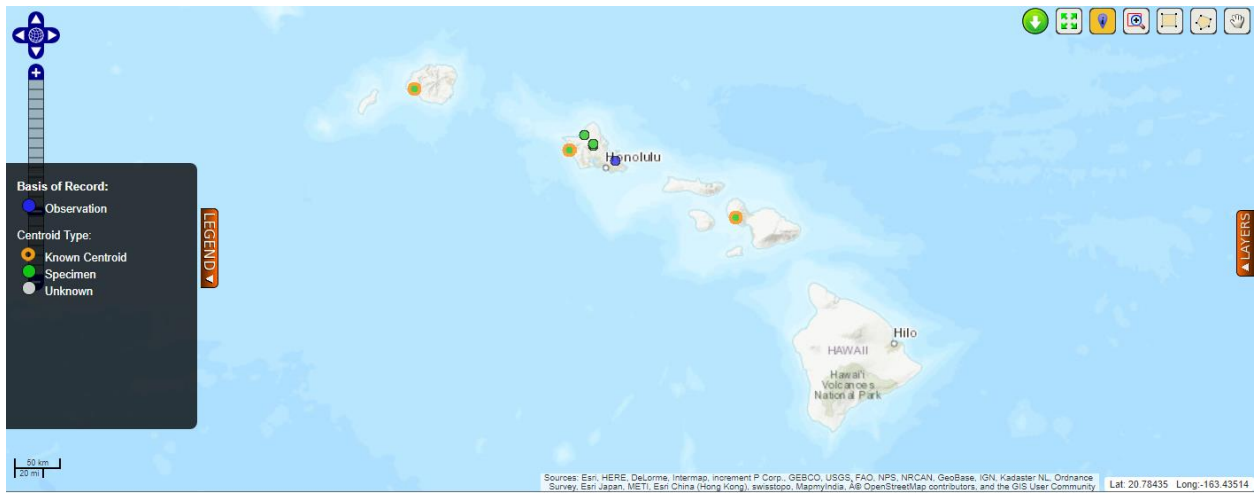 Honolulu
Basis of Record:
Observation
LEGEND
LAYERS
Centroid Type:
Known Centroid
Specimen
Unknown
Hilo
HAWAII
Hawai'i
Volcanoes
National Park
50 km
20 mi
Sources: Esri, HERE, DeLorme, Intermap, increment P Corp., GEBCO, USGS, FAO, NPS, NRCAN, GeoBase, IGN, Kadaster NL, Ordnance
Survey, Esri Japan, METI, Esri China (Hong Kong), swisstopo, MapmyIndia, Â© OpenStreetMap contributors, and the GIS User Community
Lat: 20.78435 Long:-163.43514